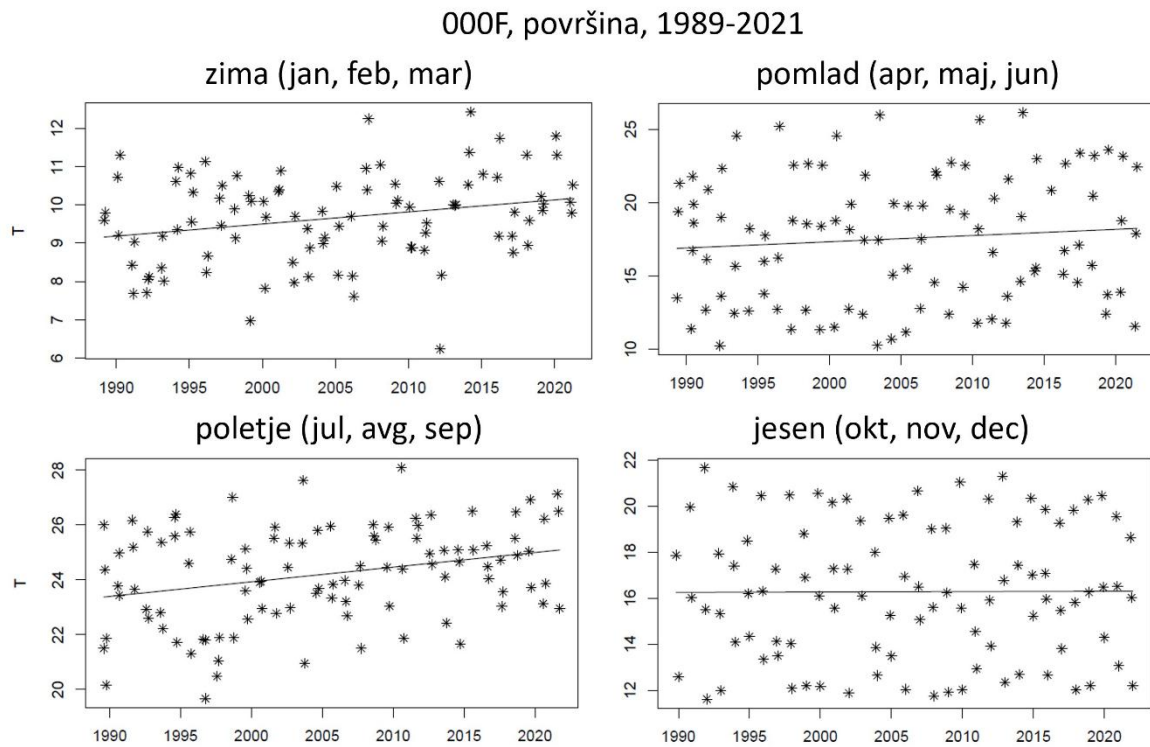 000F, površina, 1989-2021
zima (jan, feb, mar)
T
12
11
10
9
8
7
6
1990 1995 2000 2005 2010 2015 2020
pomlad (apr, maj, jun)
25
20
15
10
1990 1995 2000 2005 2010 2015 2020
poletje (jul, avg, sep)
T
28
26
24
22
20
1990 1995 2000 2005 2010 2015 2020
jesen (okt, nov, dec)
22
20
18
16
14
12
1990 1995 2000 2005 2010 2015 2020